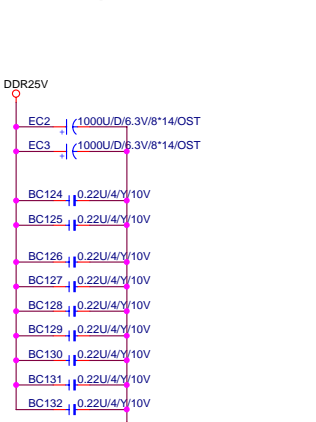 DDR25V
EC2 1000U/D/6.3V/8*14/OST
+
EC3 1000U/D/6.3V/8*14/OST
+
BC124 0.22U/4/Y/10V
BC125 0.22U/4/Y/10V
BC126 0.22U/4/Y/10V
BC127 0.22U/4/Y/10V
BC128 0.22U/4/Y/10V
BC129 0.22U/4/Y/10V
BC130 0.22U/4/Y/10V
BC131 0.22U/4/Y/10V
BC132 0.22U/4/Y/10V